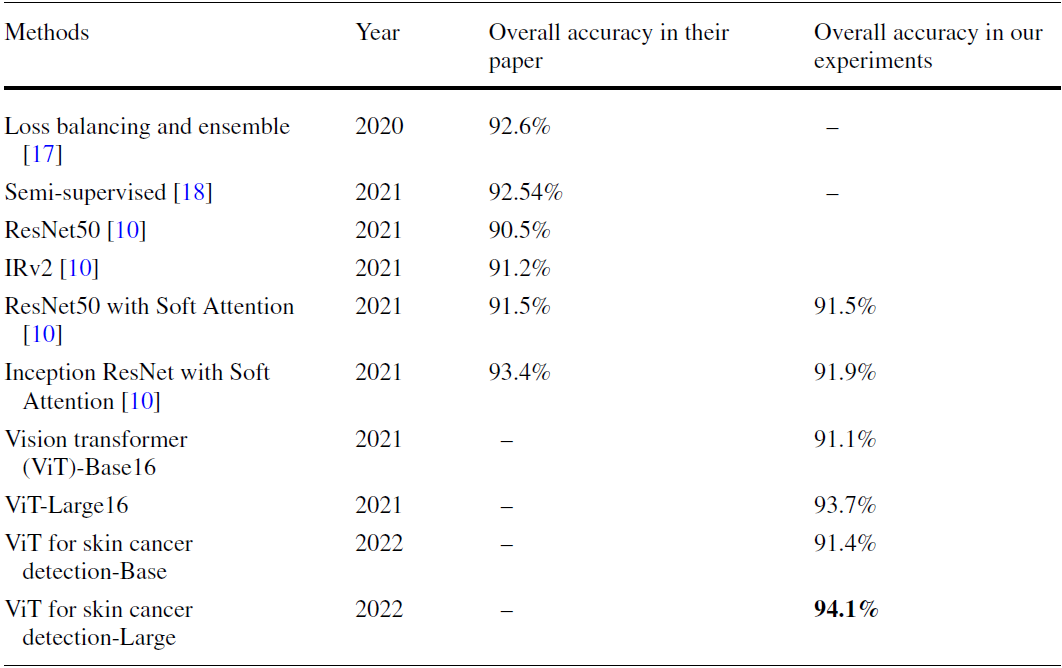 Methods Year Overall accuracy in their Overall accuracy in our
paper experiments
Loss balancing and ensemble 2020 92.6% –
[17]
Semi-supervised [18] 2021 92.54% –
ResNet50 [10] 2021 90.5%
IRv2 [10] 2021 91.2%
ResNet50 with Soft Attention 2021 91.5% 91.5%
[10]
Inception ResNet with Soft 2021 93.4% 91.9%
Attention [10]
Vision transformer 2021 – 91.1%
(ViT)-Base16
ViT-Large16 2021 – 93.7%
ViT for skin cancer 2022 – 91.4%
detection-Base
ViT for skin cancer 2022 – 94.1%
detection-Large